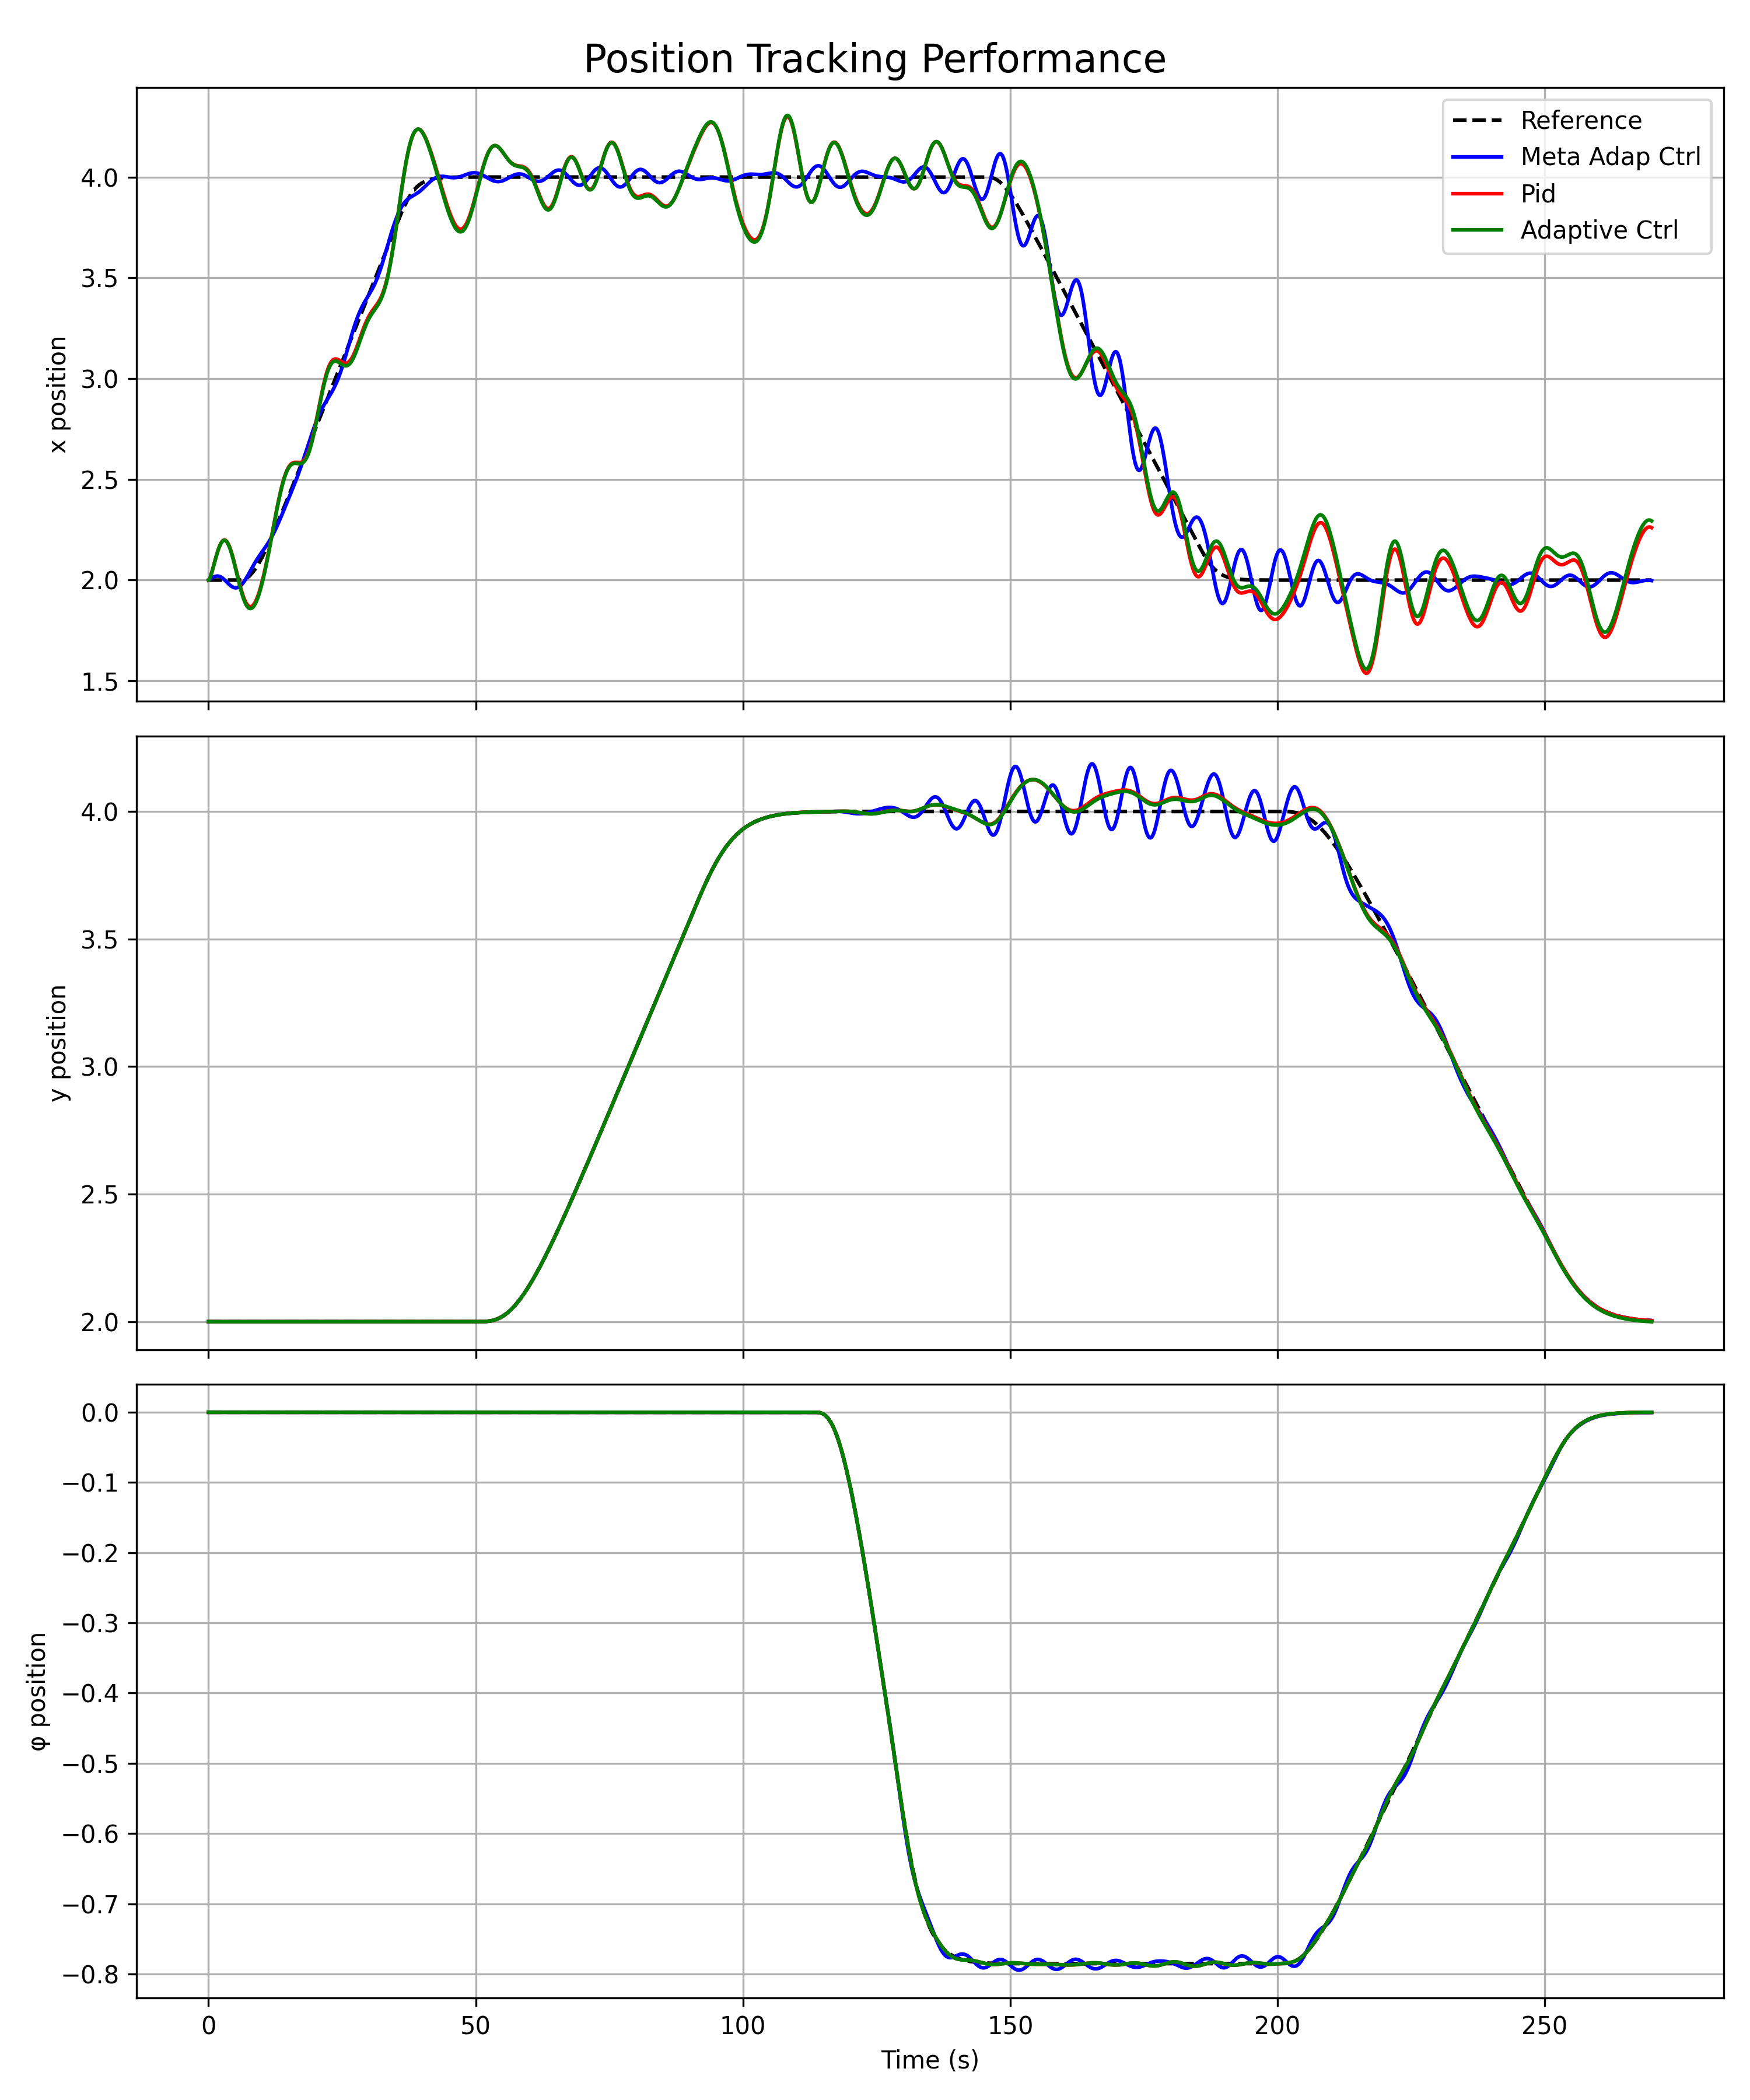 Position Tracking Performance
Reference
Meta Adap Ctrl
Pid
Adaptive Ctrl
4.0
3.5
3.0
2.5
2.0
1.5
x position
4.0
3.5
3.0
2.5
2.0
y position
0.0
−0.1
−0.2
−0.3
−0.4
−0.5
−0.6
−0.7
−0.8
φ position
0 50 100 150 200 250
Time (s)